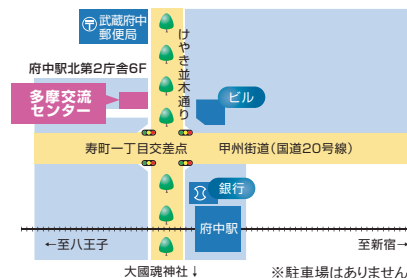 武蔵府中
郵便局
けやき並木通り
府中駅北第2庁舎6F
多摩交流
センター
ビル
寿町一丁目交差点
甲州街道(国道20号線)
銀行
府中駅
←至八王子
至新宿→
大國魂神社↓
※駐車場はありません